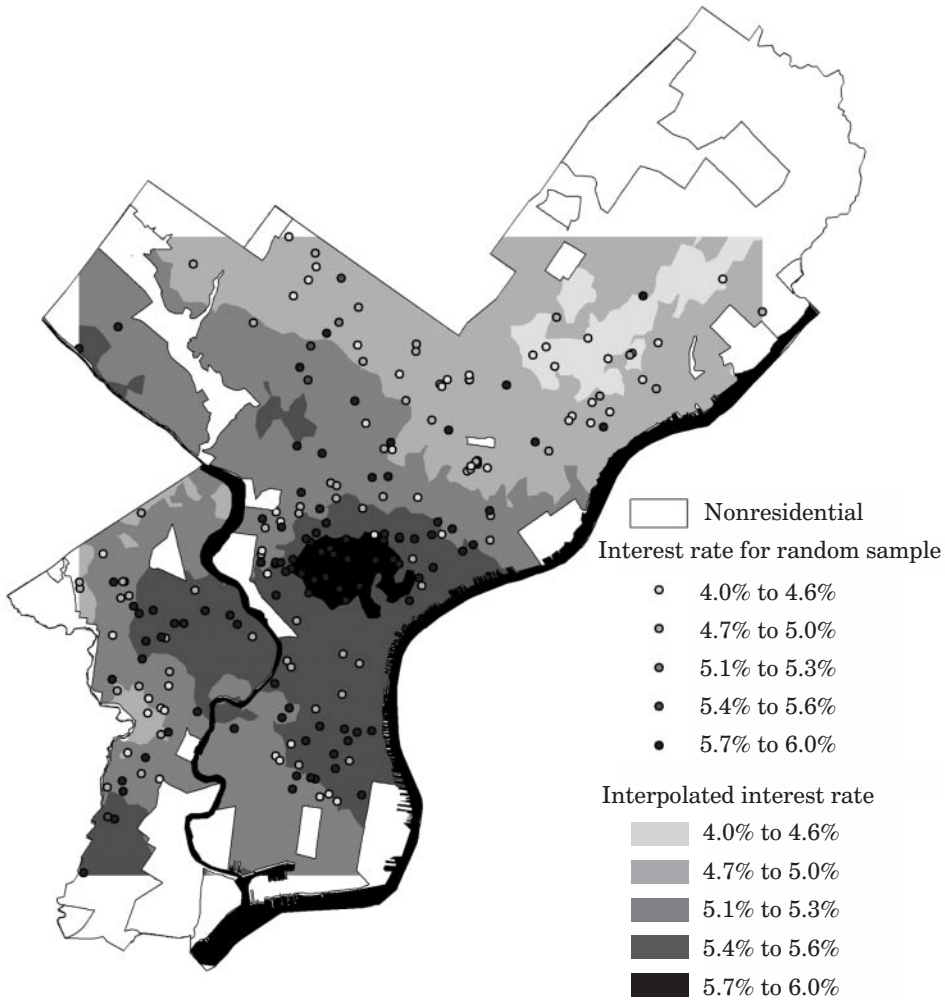 Nonresidential
Interest rate for random sample
4.0% to 4.6%
4.7% to 5.0%
5.1% to 5.3%
5.4% to 5.6%
5.7% to 6.0%
Interpolated interest rate
4.0% to 4.6%
4.7% to 5.0%
5.1% to 5.3%
5.4% to 5.6%
5.7% to 6.0%